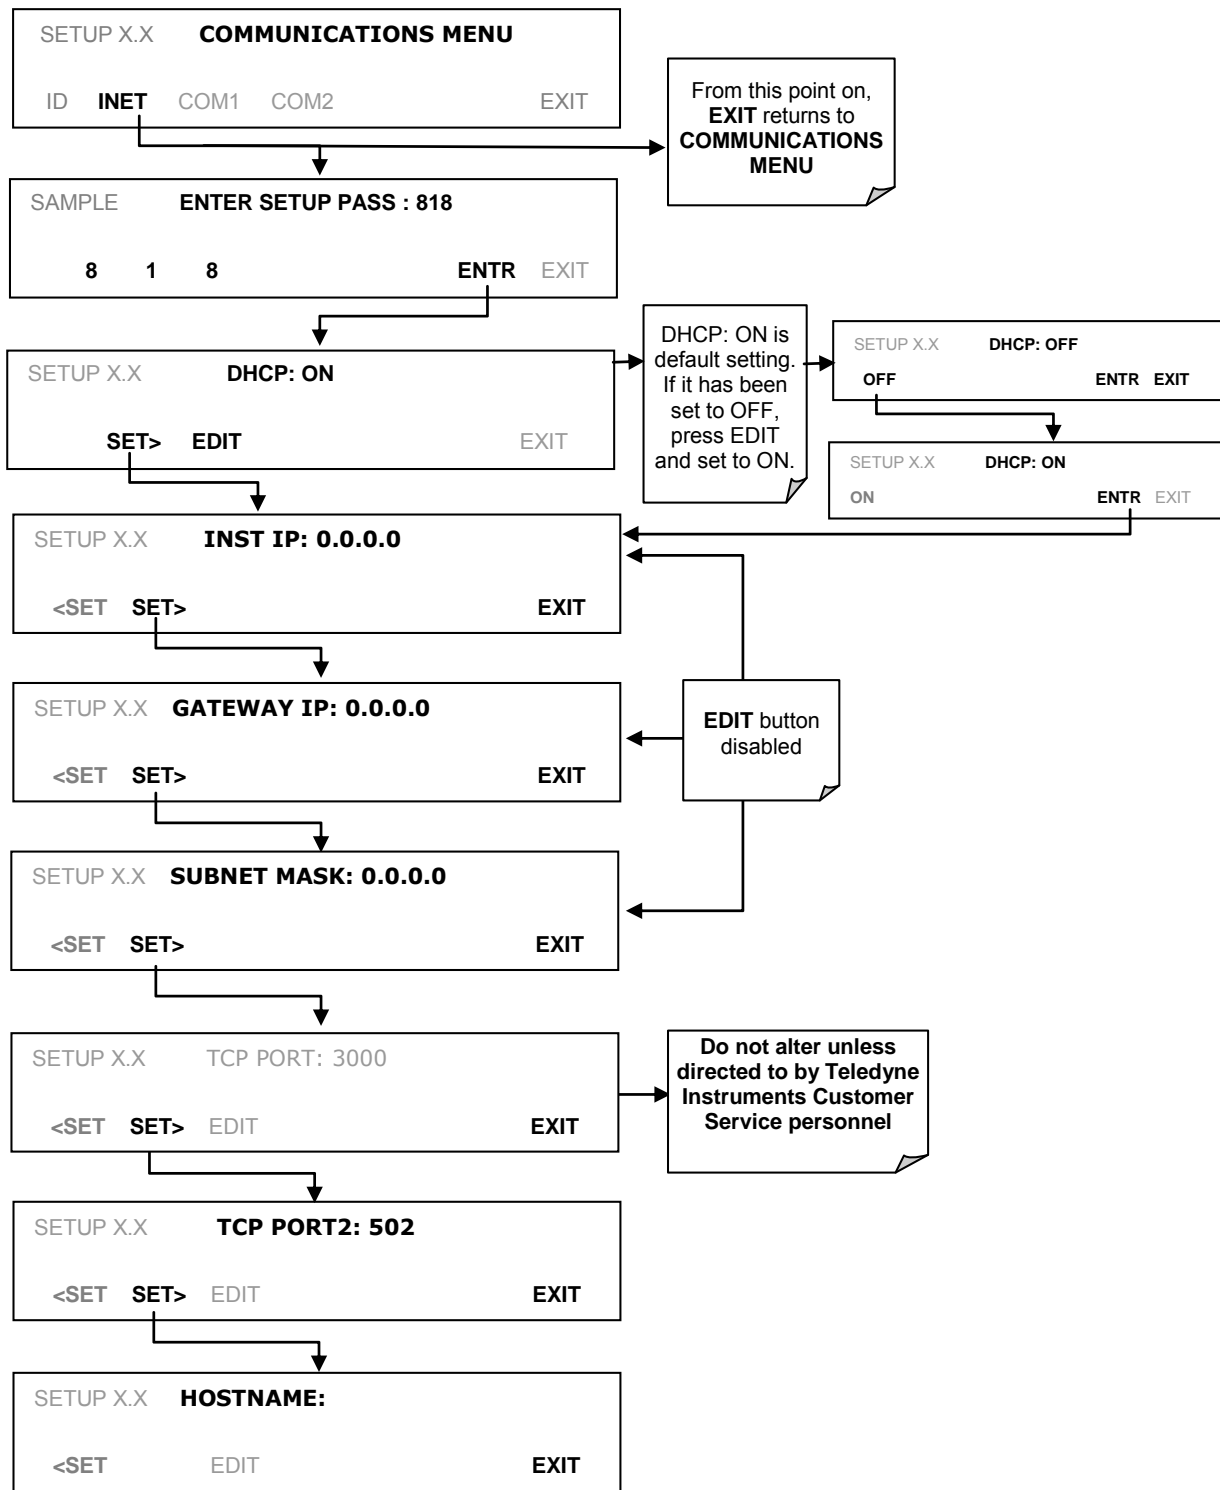 SETUP X.X COMMUNICATIONS MENU
ID INET COM1 COM2 EXIT
From this point on,
EXIT returns to
COMMUNICATIONS
MENU
SAMPLE ENTER SETUP PASS : 818
8 1 8 ENTR EXIT
SETUP X.X DHCP: ON
SET> EDIT EXIT
DHCP: ON is
default setting.
If it has been
set to OFF,
press EDIT
and set to ON.
SETUP X.X DHCP: OFF
OFF ENTR EXIT
SETUP X.X DHCP: ON
ON ENTR EXIT
SETUP X.X INST IP: 0.0.0.0
<SET SET> EXIT
SETUP X.X GATEWAY IP: 0.0.0.0
<SET SET> EXIT
EDIT button
disabled
SETUP X.X SUBNET MASK: 0.0.0.0
<SET SET> EXIT
SETUP X.X TCP PORT: 3000
<SET SET> EDIT EXIT
Do not alter unless
directed to by Teledyne
Instruments Customer
Service personnel
SETUP X.X TCP PORT2: 502
<SET SET> EDIT EXIT
SETUP X.X HOSTNAME:
<SET EDIT EXIT